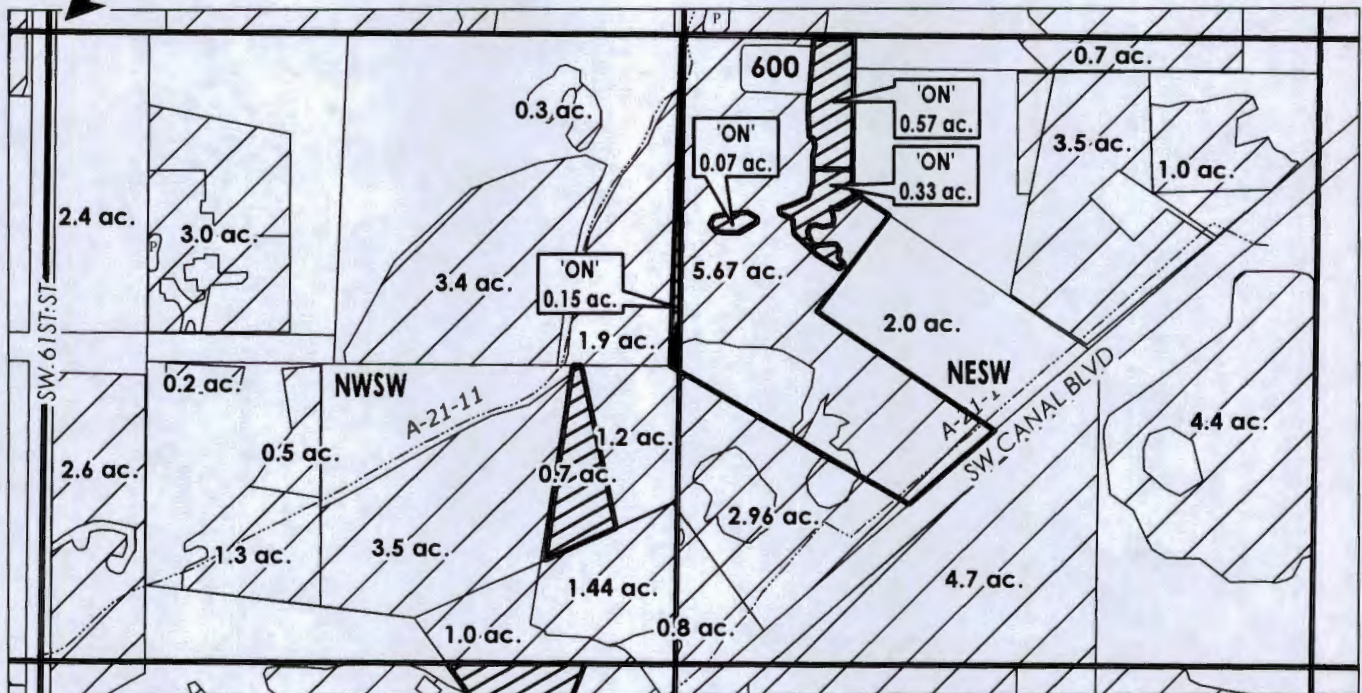 P
600
0.7 ac.
'ON'
0.57 ac.
0.3 ac.
'ON'
0.07 ac.
3.5 ac.
1.0 ac.
'ON'
0.33 ac.
2.4 ac.
P
3.0 ac.
3.4 ac.
'ON'
0.15 ac.
5.67 ac.
2.0 ac.
SW 61ST ST
1.9 ac.
0.2 ac.
NWSW
NESW
A-21-11
A-21-1
SW CANAL BLVD
4.4 ac.
2.6 ac.
0.5 ac.
1.2 ac.
0.7 ac.
2.96 ac.
1.3 ac.
3.5 ac.
1.44 ac.
4.7 ac.
1.0 ac.
0.8 ac.